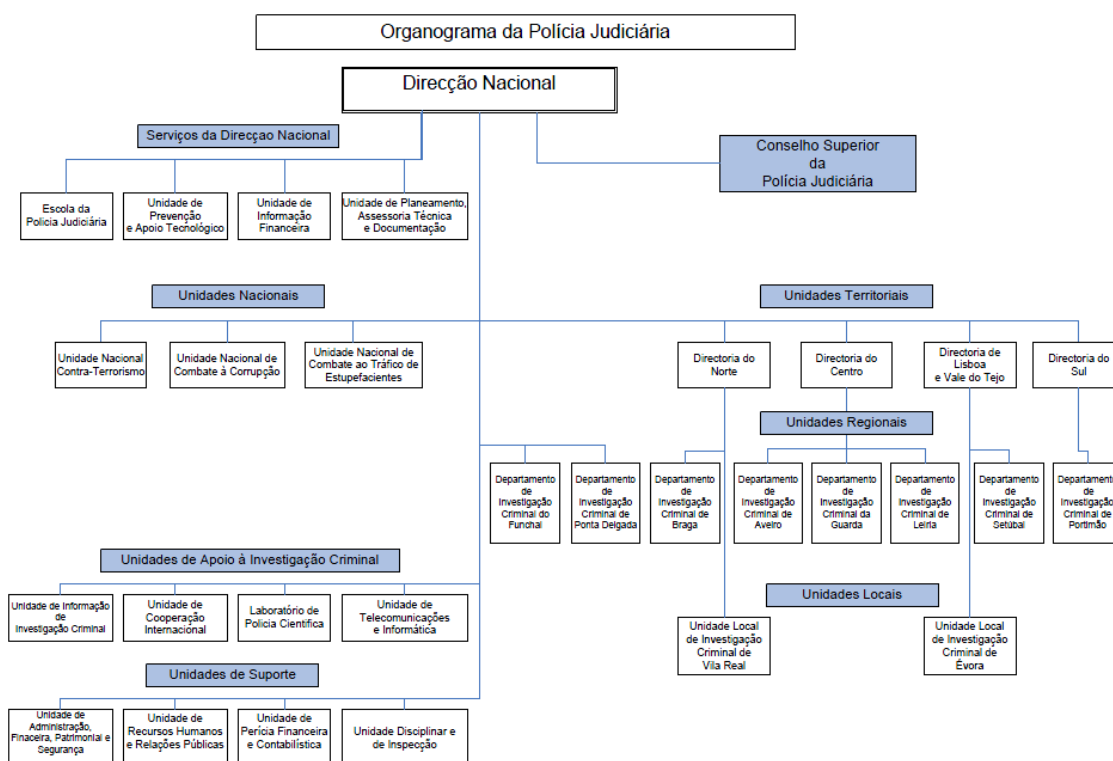 Organograma da Polícia Judiciária
Direcção Nacional
Serviços da Direcçao Nacional
Conselho Superior
da
Polícia Judiciária
Escola da
Policia Judiciária
Unidade de
Prevenção
e Apoio Tecnológico
Unidade de
Informação
Financeira
Unidade de Planeamento,
Assessoria Técnica
e Documentação
Unidades Nacionais
Unidades Territoriais
Unidade Nacional
Contra-Terrorismo
Unidade Nacional de
Combate à Corrupção
Unidade Nacional de
Combate ao Tráfico de
Estupefacientes
Directoria do
Norte
Directoria do
Centro
Directoria de
Lisboa
e Vale do Tejo
Directoria do
Sul
Unidades Regionais
Departamento
de
Investigação
Criminal do
Funchal
Departamento
de
Investigação
Criminal de
Ponta Delgada
Departamento
de
Investigação
Criminal de
Braga
Departamento
de
Investigação
Criminal de
Aveiro
Departamento
de
Investigação
Criminal da
Guarda
Departamento
de
Investigação
Criminal de
Leiria
Departamento
de
Investigação
Criminal de
Setúbal
Departamento
de
Investigação
Criminal de
Portimão
Unidades de Apoio à Investigação Criminal
Unidade de Informação
de
Investigação Criminal
Unidade de
Cooperação
Internacional
Laboratório de
Policia Científica
Unidade de
Telecomunicações
e Informática
Unidades Locais
Unidade Local
de Investigação
Criminal de
Vila Real
Unidade Local
de Investigação
Criminal de
Évora
Unidades de Suporte
Unidade de
Administração,
Finaceira, Patrimonial e
Segurança
Unidade de
Recursos Humanos
e Relações Públicas
Unidade de
Perícia Financeira
e Contabilística
Unidade Disciplinar e
de Inspecção